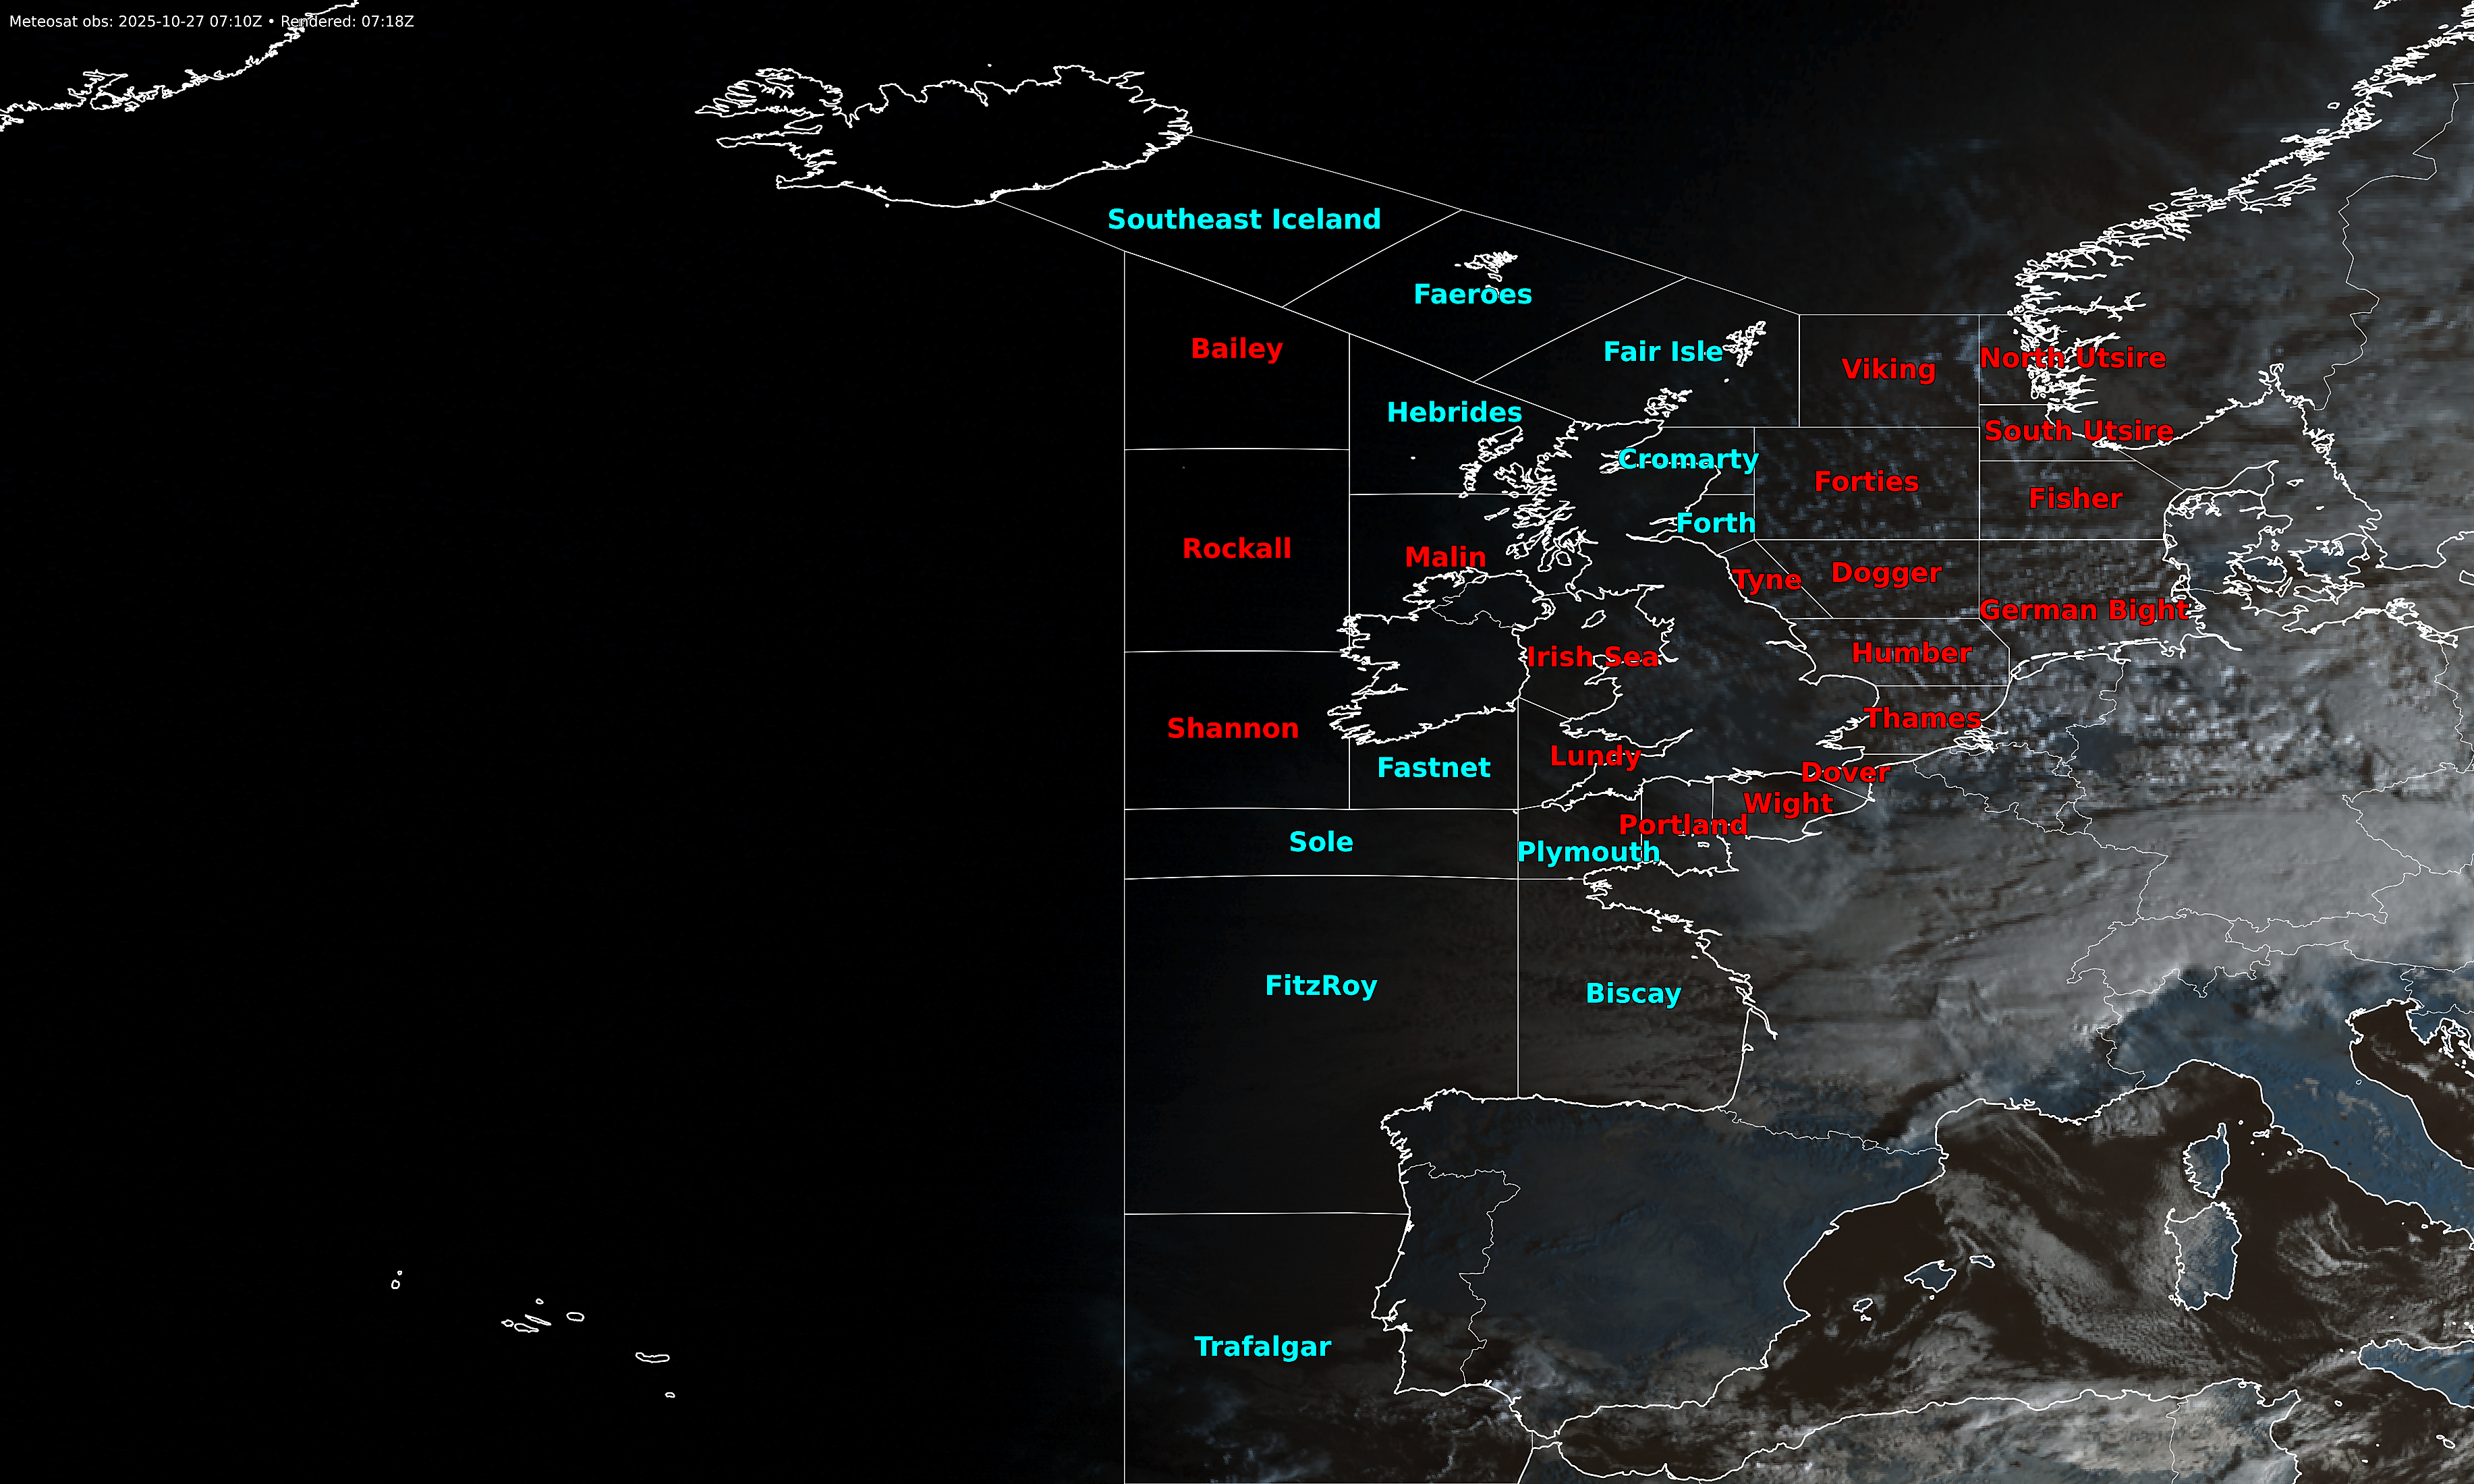 Meteosat obs: 2025-10-27 07:10Z • Rendered: 07:18Z
Southeast Iceland
Faeroes
Bailey
Fair Isle
Viking
North Utsire
Hebrides
South Utsire
Cromarty
Forties
Fisher
Forth
Rockall
Malin
Tyne
Dogger
German Bight
Irish Sea
Humber
Shannon
Thames
Fastnet
Lundy
Dover
Wight
Portland
Sole
Plymouth
FitzRoy
Biscay
Trafalgar